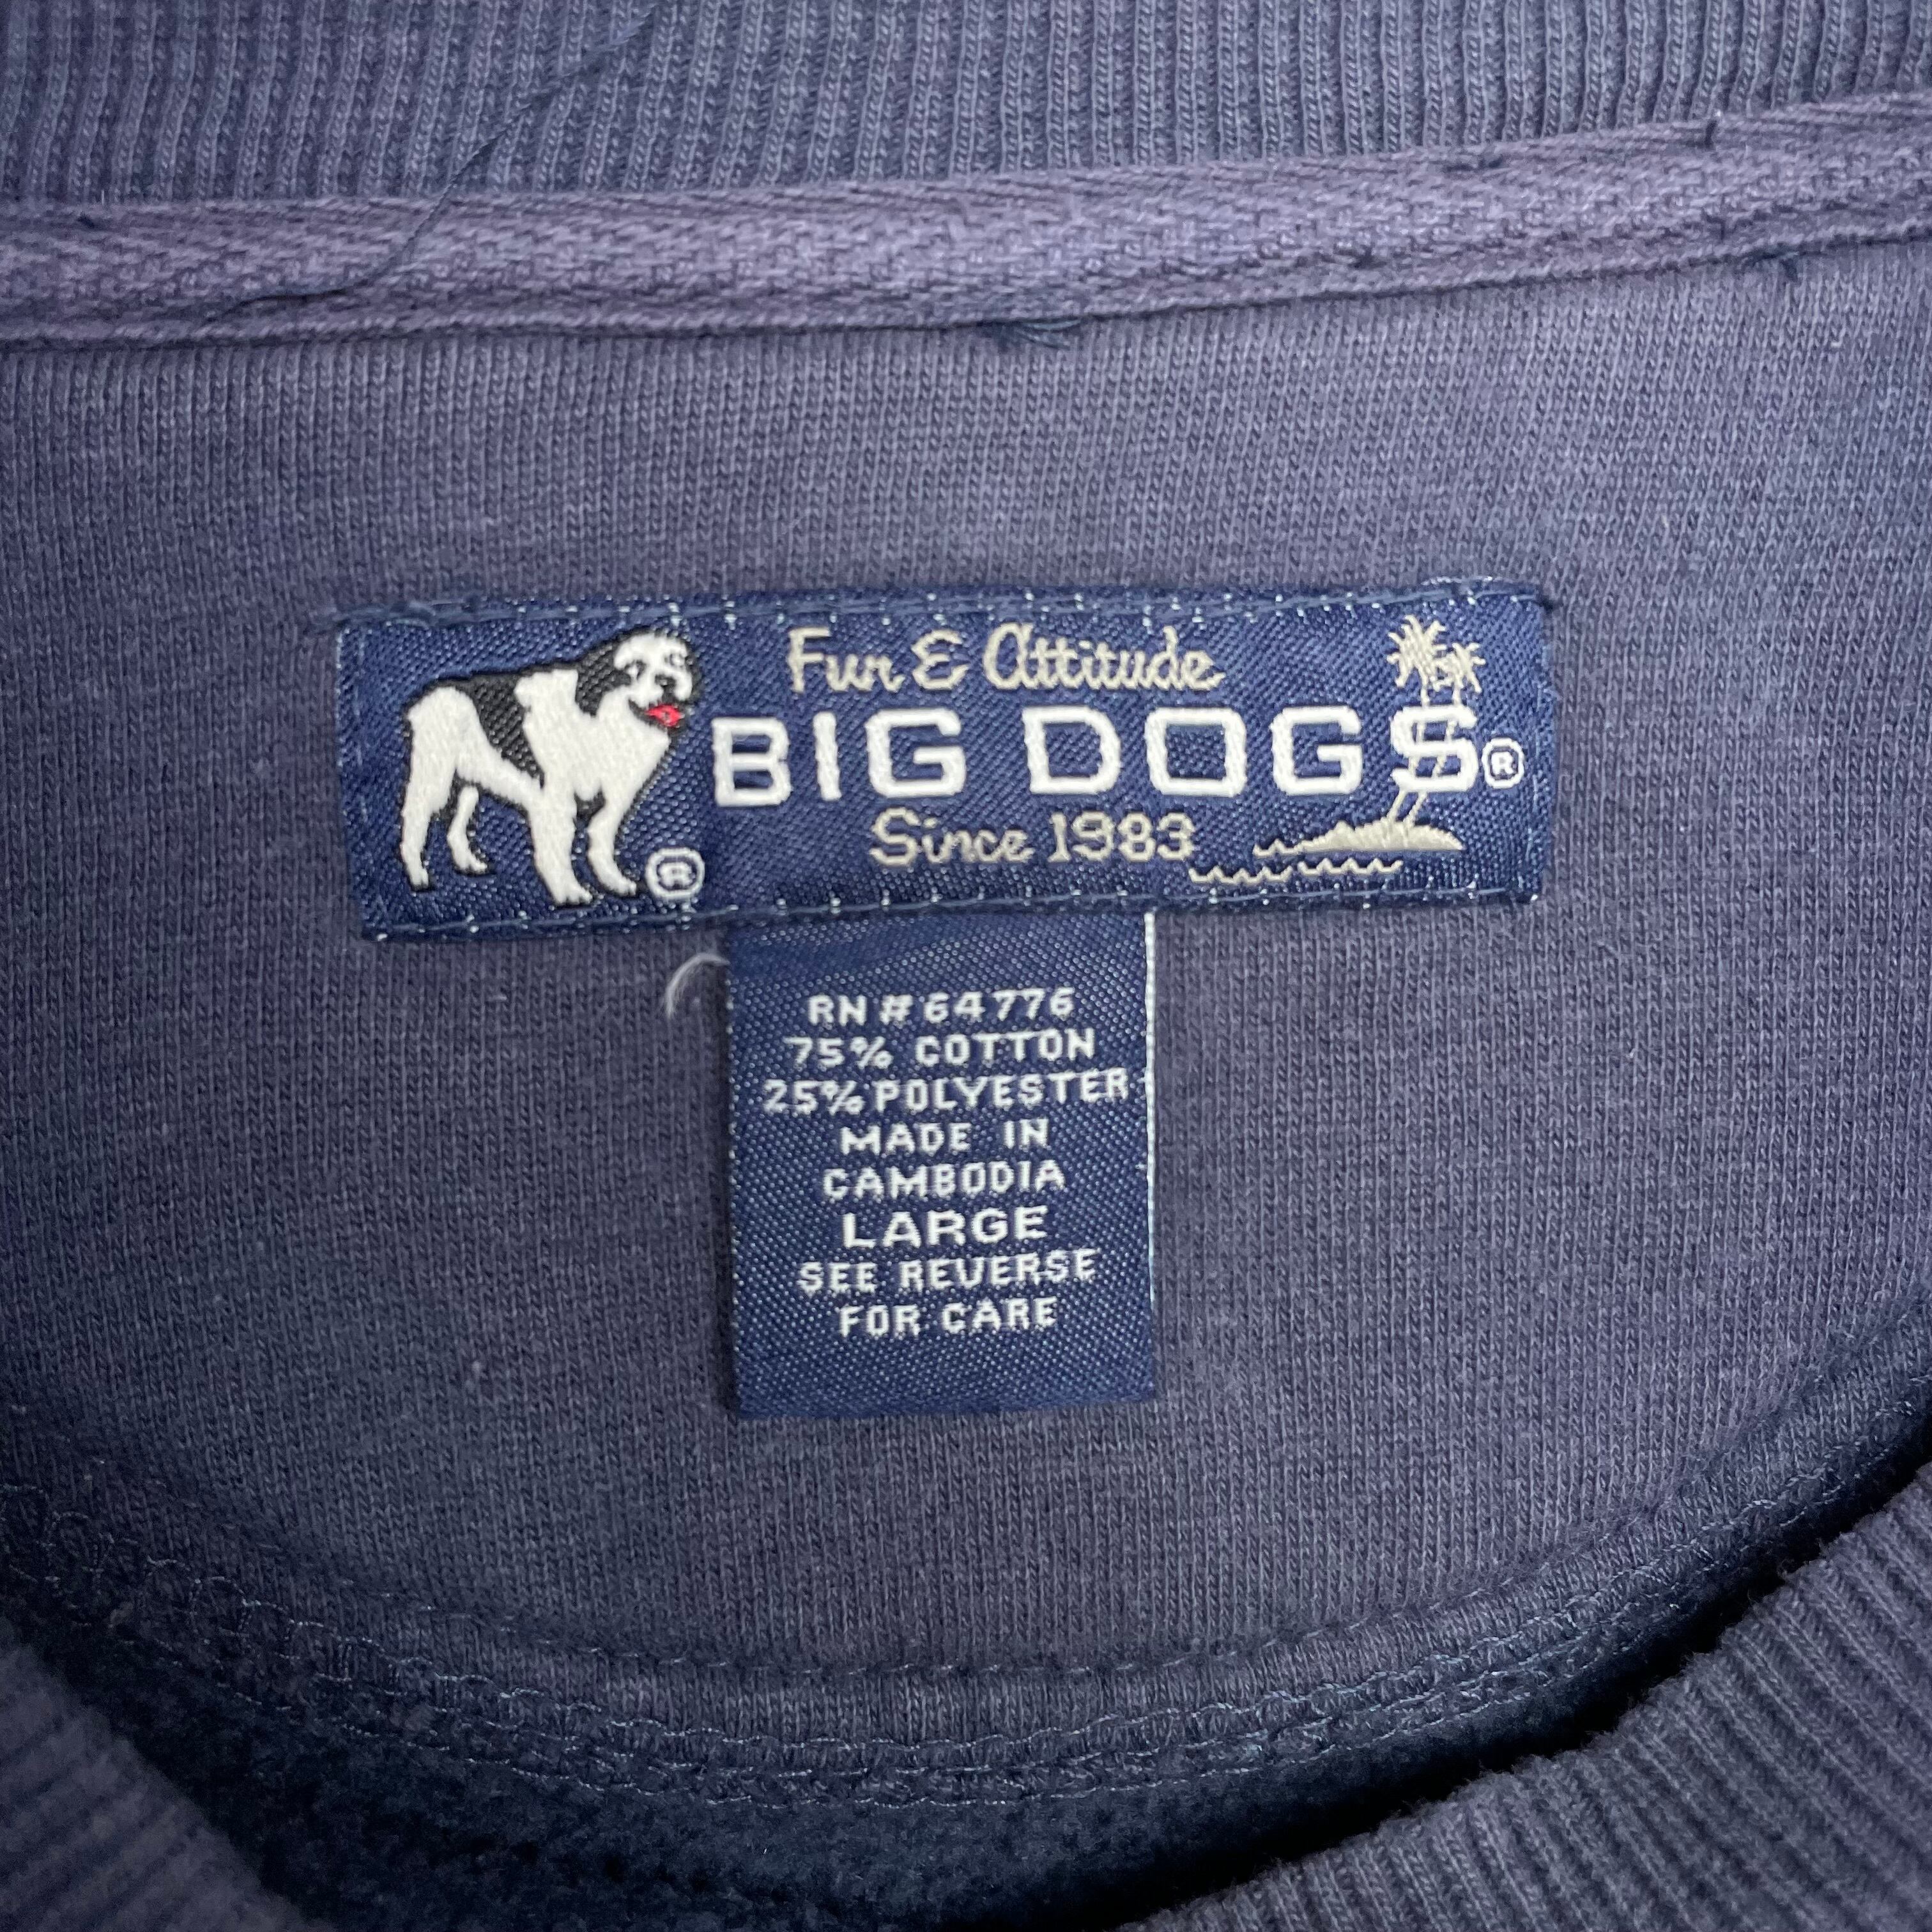 Fun & Attitude
BIG DOGS®
Since 1983
®
RN # 64776
75% COTTON
25% POLYESTER
MADE IN
CAMBODIA
LARGE
SEE REVERSE
FOR CARE